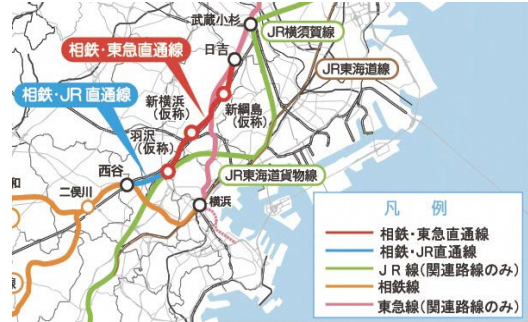 武蔵小杉
JR横須賀線
相鉄・東急直通線
日吉
JR東海道線
相鉄・JR直通線
新横浜
(仮称)
新綱島
(仮称)
羽沢
(仮称)
西谷
JR東海道貨物線
二俣川
和
横浜
凡 例
相鉄・東急直通線
相鉄・JR直通線
JR線(関連路線のみ)
相鉄線
東急線(関連路線のみ)